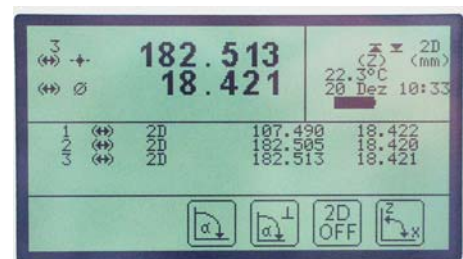 3
182.513
18.421
Ø
2D
(Z) (mm)
22.3°C
20 Dez 10:33
1 2D 107.490 18.422
2 2D 182.505 18.420
3 2D 182.513 18.421
α
α
2D
OFF
Z
x